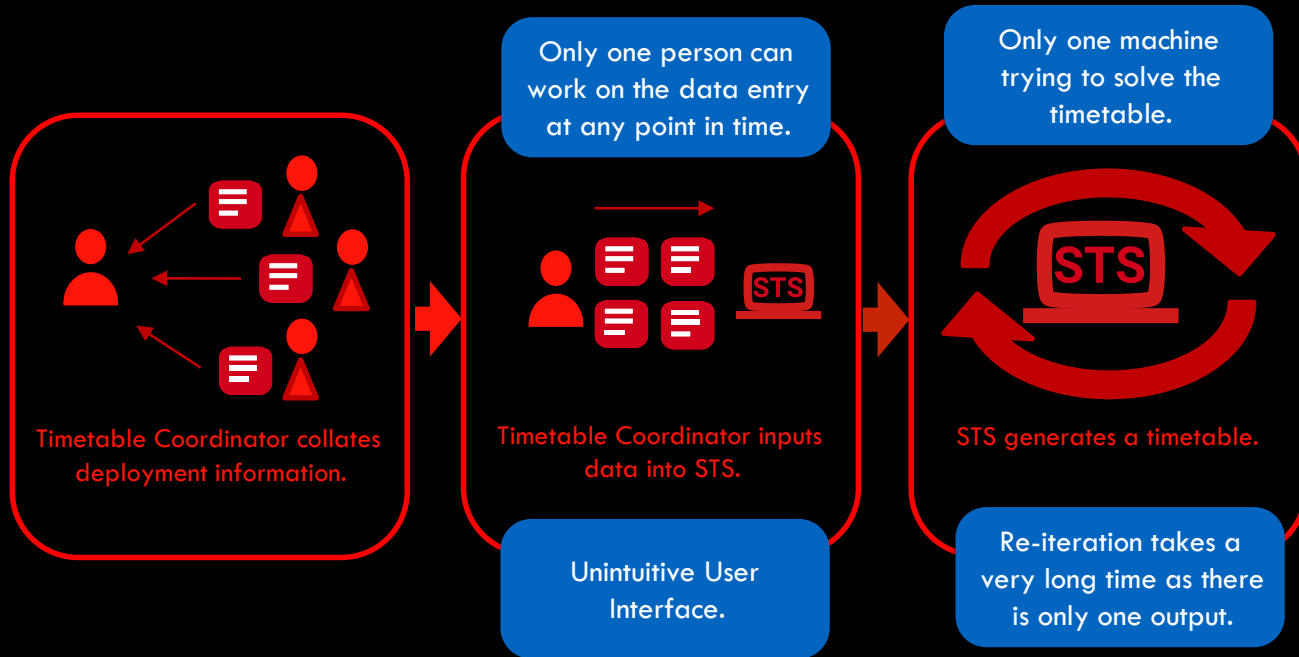 Only one person can
work on the data entry
at any point in time.
Only one machine
trying to solve the
timetable.
STS
STS
Timetable Coordinator collates
deployment information.
Timetable Coordinator inputs
data into STS.
STS generates a timetable.
Unintuitive User
Interface.
Re-iteration takes a
very long time as there
is only one output.